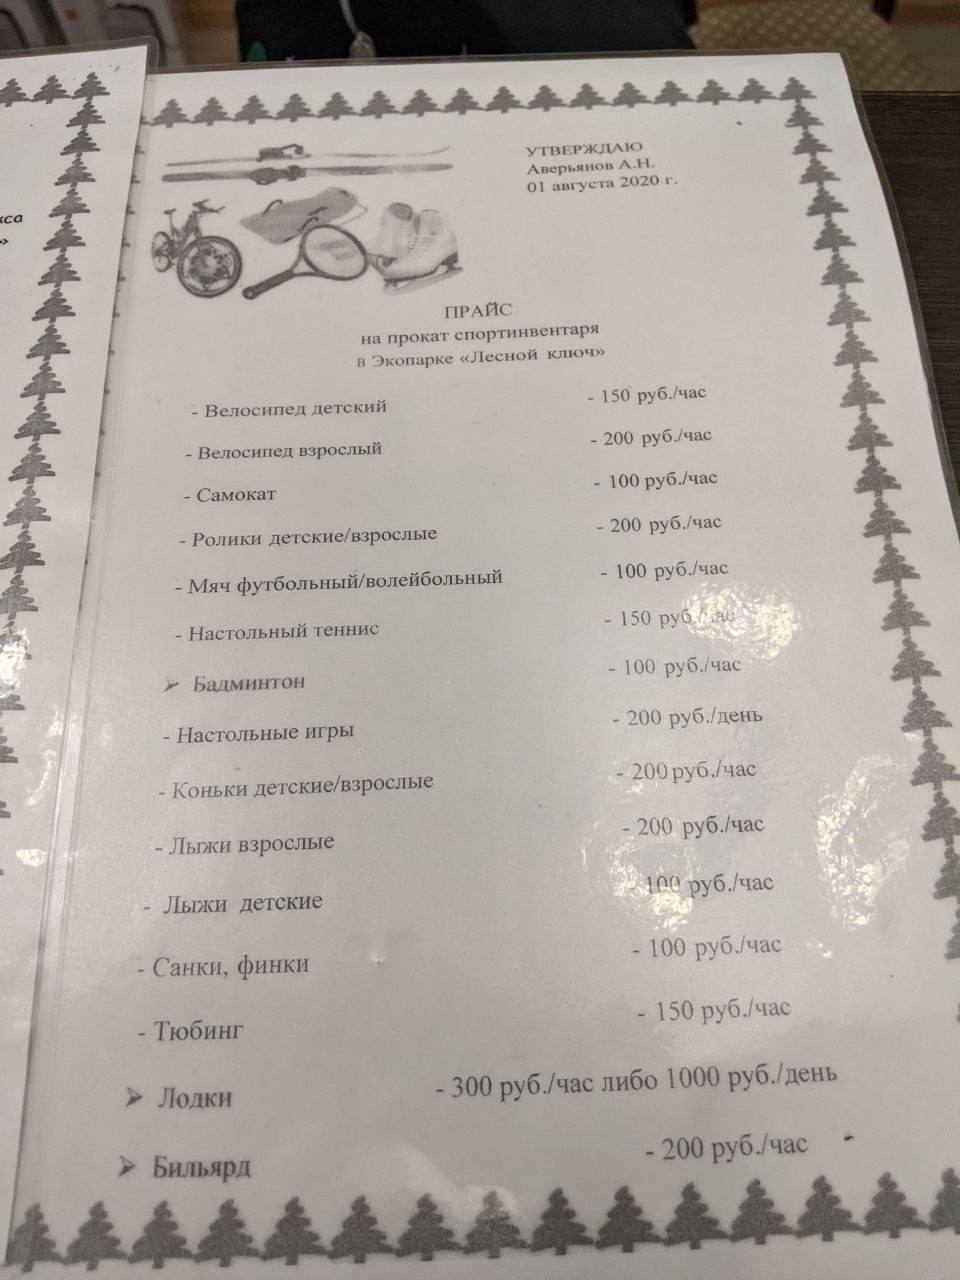 кса
»
УТВЕРЖДАЮ
Аверьянов А.Н.
01 августа 2020 г.
ПРАЙС
на прокат спортинвентаря
в Экопарке «Лесной ключ»
- Велосипед детский - 150 руб./час
- Велосипед взрослый - 200 руб./час
- Самокат - 100 руб./час
- Ролики детские/взрослые - 200 руб./час
- Мяч футбольный/волейбольный - 100 руб./час
- Настольный теннис - 150 руб./час
➢ Бадминтон - 100 руб./час
- Настольные игры - 200 руб./день
- Коньки детские/взрослые - 200 руб./час
- Лыжи взрослые - 200 руб./час
- Лыжи детские - 100 руб./час
- Санки, финки - 100 руб./час
- Тюбинг - 150 руб./час
➢ Лодки - 300 руб./час либо 1000 руб./день
➢ Бильярд - 200 руб./час